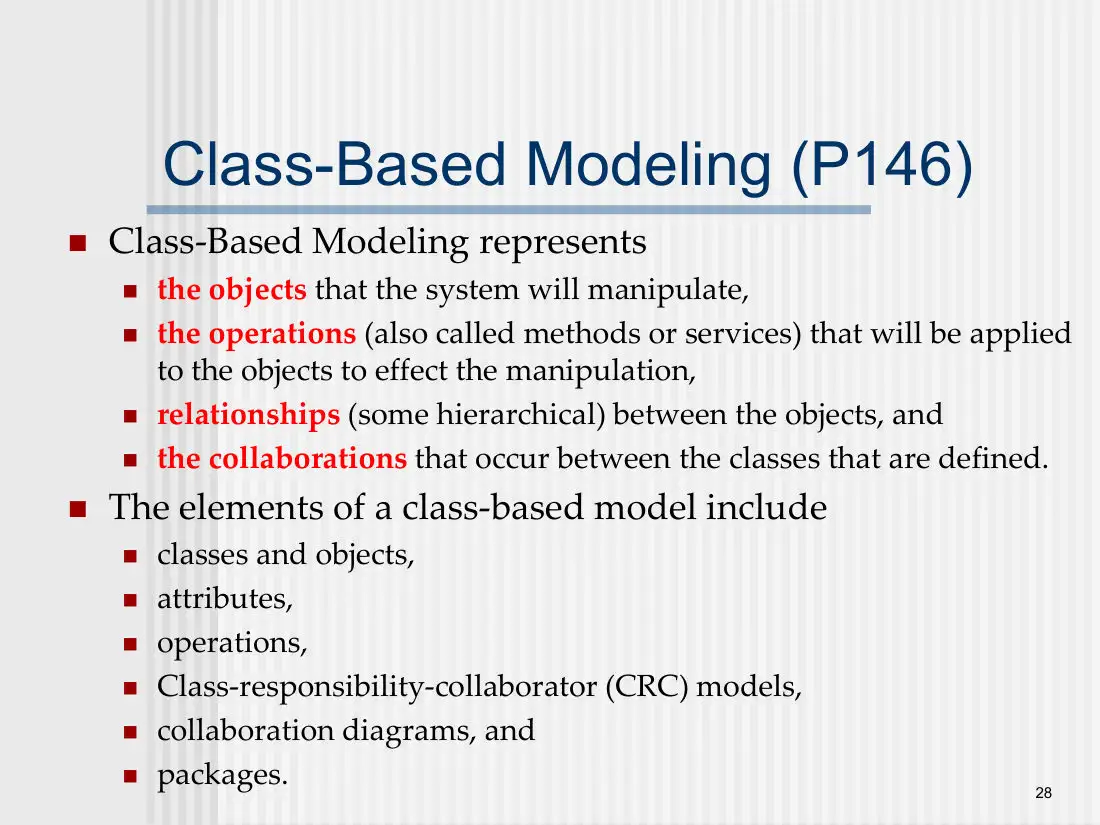 Class-Based Modeling (P146)
Class-Based Modeling represents
the objects that the system will manipulate,
the operations (also called methods or services) that will be applied
to the objects to effect the manipulation,
relationships (some hierarchical) between the objects, and
the collaborations that occur between the classes that are defined.
The elements of a class-based model include
classes and objects,
attributes,
operations,
Class-responsibility-collaborator (CRC) models,
collaboration diagrams, and
packages.
28